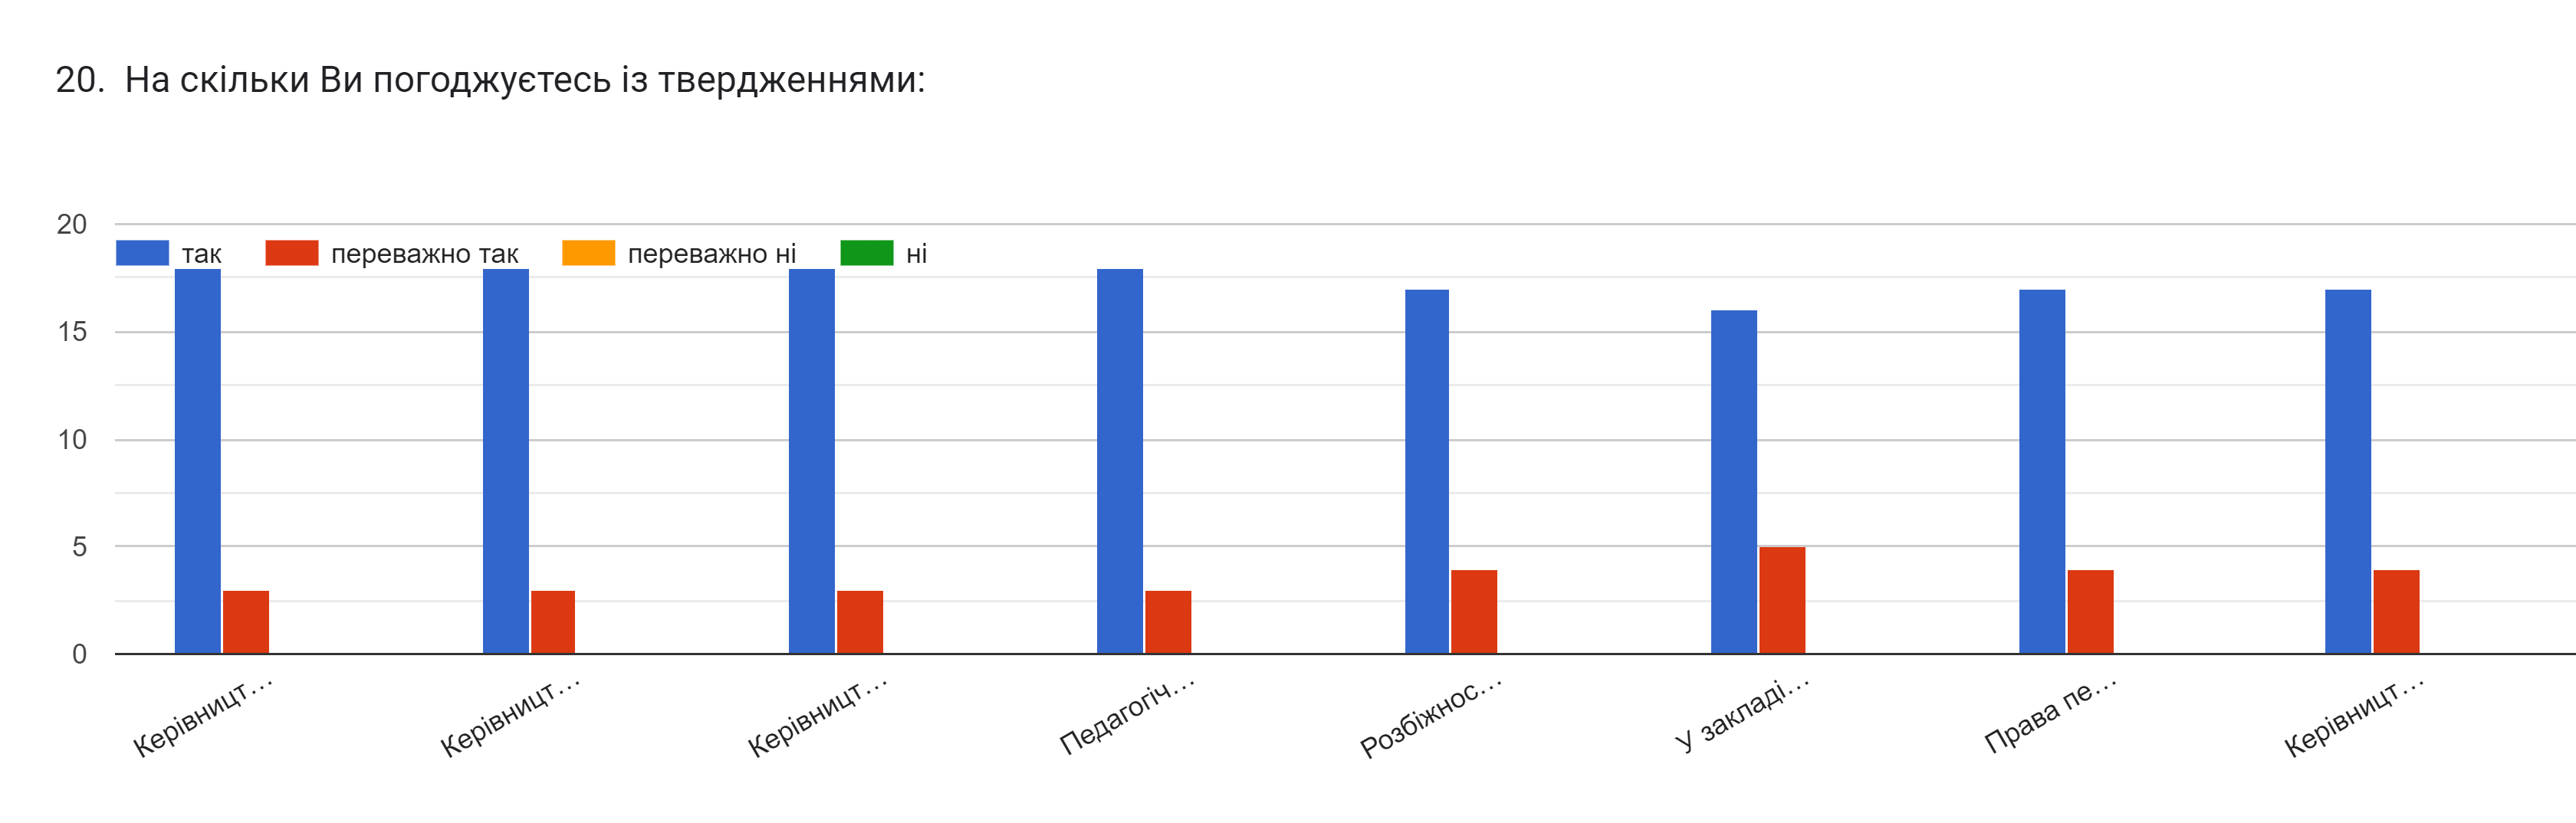 20. На скільки Ви погоджуєтесь із твердженнями:
20
так переважно так переважно ні ні
15
10
5
0
Керівницт... Керівницт... Керівницт... Педагогіч... Розбіжнос... У закладі... Права пе... Керівницт...